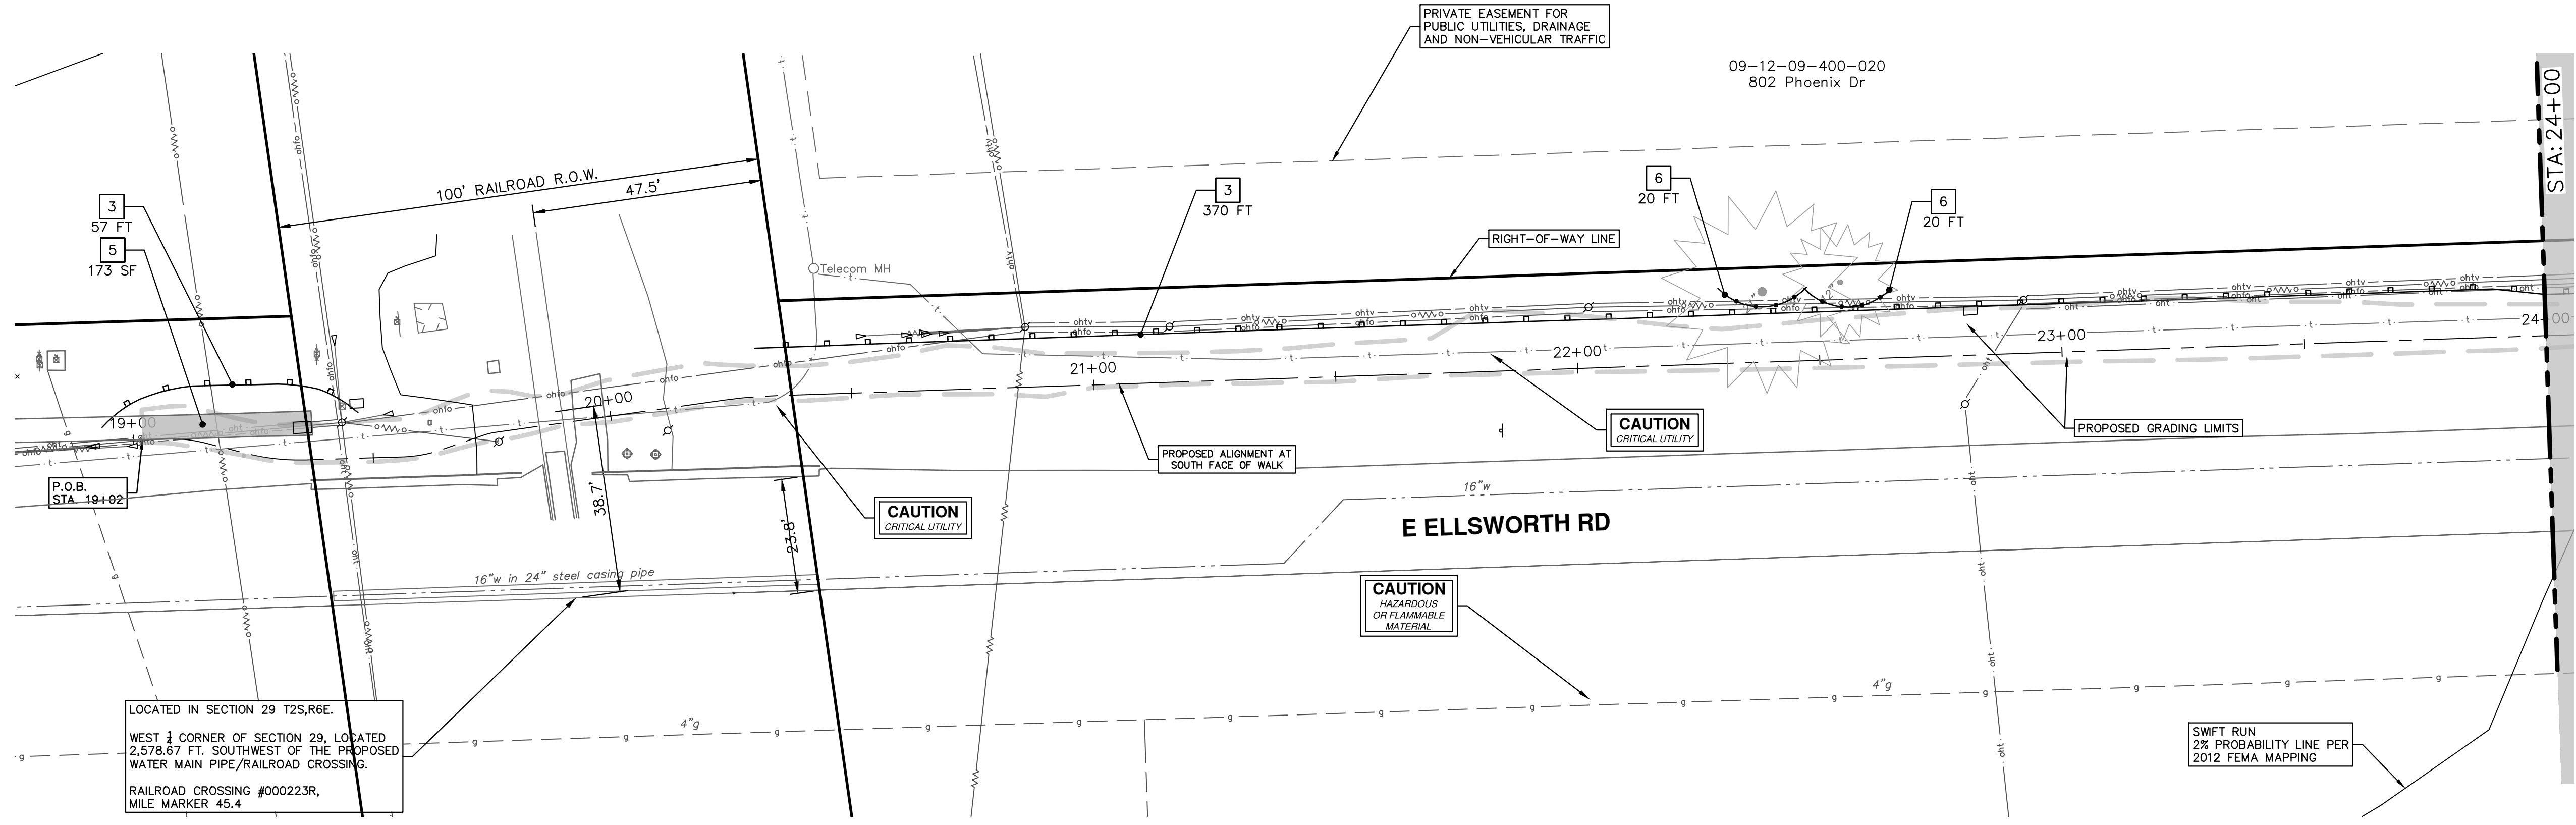 PRIVATE EASEMENT FOR
PUBLIC UTILITIES, DRAINAGE
AND NON-VEHICULAR TRAFFIC
09-12-09-400-020
802 Phoenix Dr
STA: 24+00
100' RAILROAD R.O.W.
47.5'
3
57 FT
5
173 SF
3
370 FT
6
20 FT
6
20 FT
RIGHT-OF-WAY LINE
Telecom MH
19+00
20+00
21+00
22+00
23+00
24+00
P.O.B.
STA. 19+02
38.7'
23.8'
CAUTION
CRITICAL UTILITY
PROPOSED ALIGNMENT AT
SOUTH FACE OF WALK
CAUTION
CRITICAL UTILITY
PROPOSED GRADING LIMITS
16"w
E ELLSWORTH RD
16"w in 24" steel casing pipe
CAUTION
HAZARDOUS
OR FLAMMABLE
MATERIAL
4"g
4"g
LOCATED IN SECTION 29 T2S,R6E.
WEST ¼ CORNER OF SECTION 29, LOCATED
2,578.67 FT. SOUTHWEST OF THE PROPOSED
WATER MAIN PIPE/RAILROAD CROSSING.
RAILROAD CROSSING #000223R,
MILE MARKER 45.4
SWIFT RUN
2% PROBABILITY LINE PER
2012 FEMA MAPPING